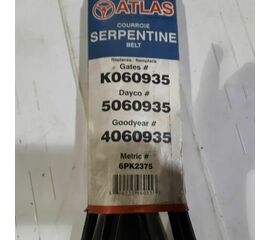 ATLAS
COURROIE
SERPENTINE
BELT
Replaces / Remplace
Gates #
K060935
Dayco #
5060935
Goodyear #
4060935
Metric #
6PK2375